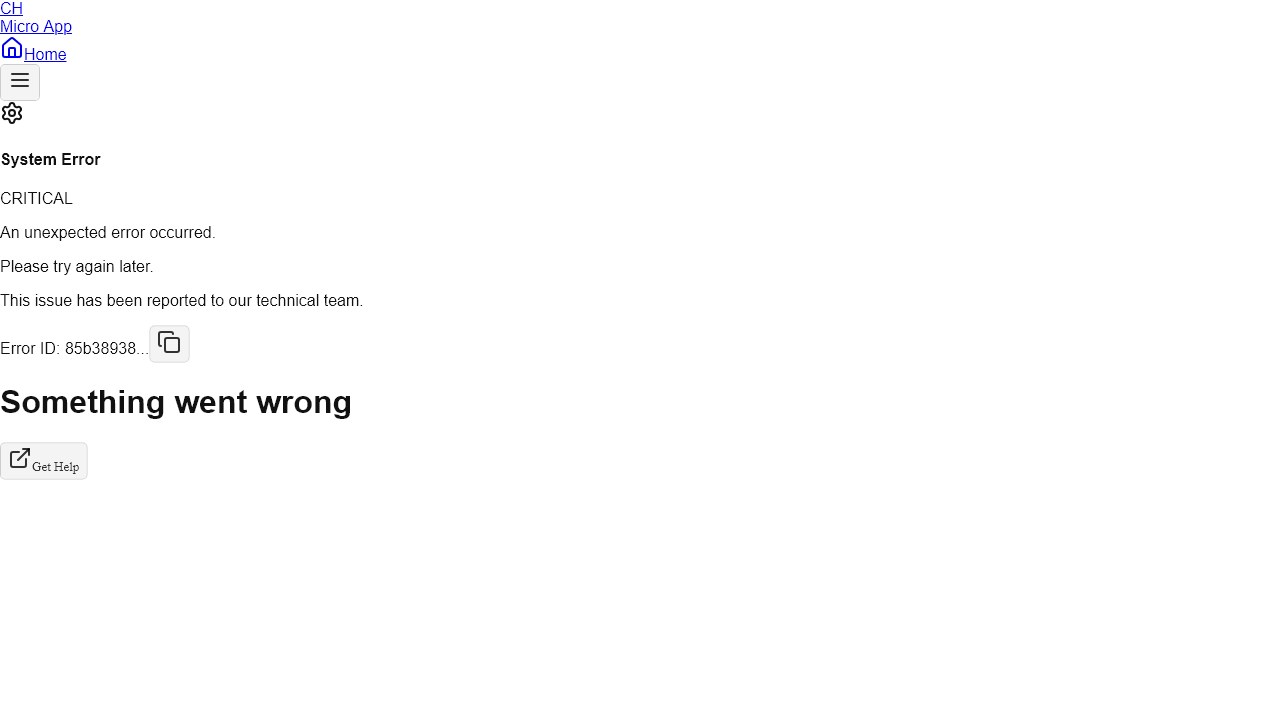 CH
Micro App
Home
System Error
CRITICAL
An unexpected error occurred.
Please try again later.
This issue has been reported to our technical team.
Error ID: 85b38938...
Something went wrong
Get Help